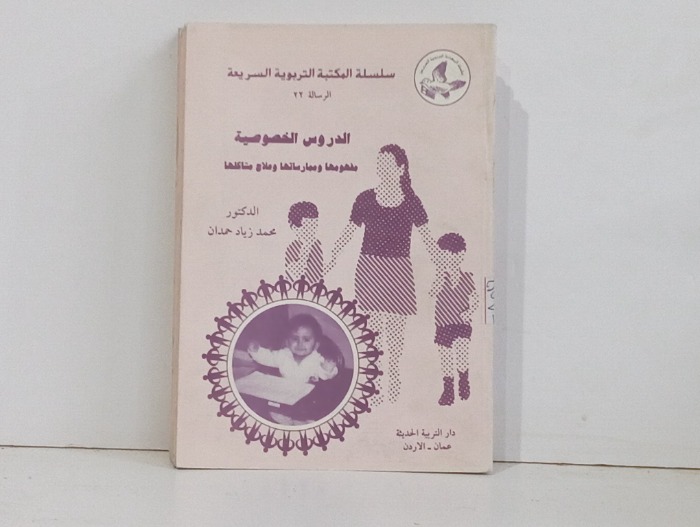 سلسلة المكتبة التربوية السريعة
الرسالة ٢٢
الدروس الخصوصية
مفهومها وممارساتها وعلاج مشاكلها
الدكتور
محمد زياد حمدان
دار التربية الحديثة
عمان - الأردن